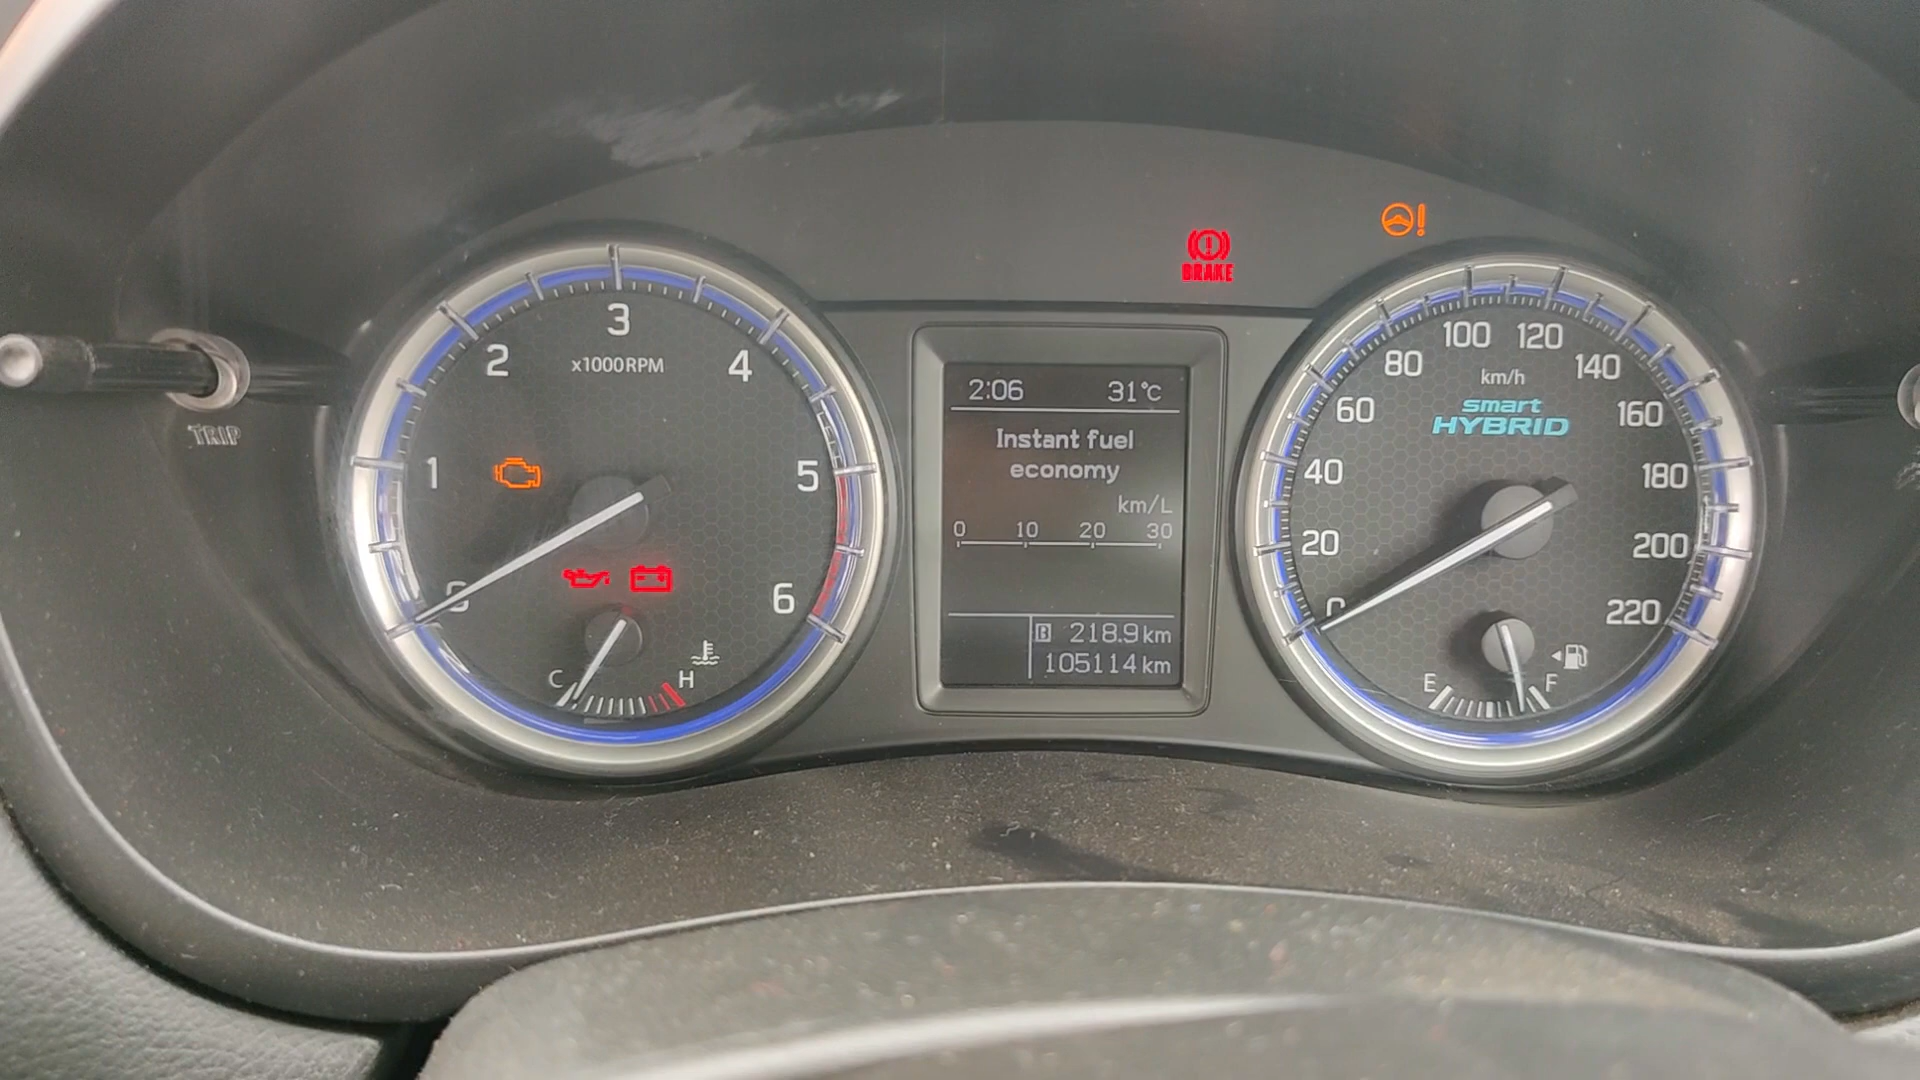 BRAKE
TRIP
3
2
4
x1000RPM
1
5
0
6
C
H
2:06 31°C
Instant fuel
economy
km/L
0 10 20 30
B 218.9 km
105114 km
100 120
80 140
km/h
60 smart 160
HYBRID
40 180
20 200
0 220
E F